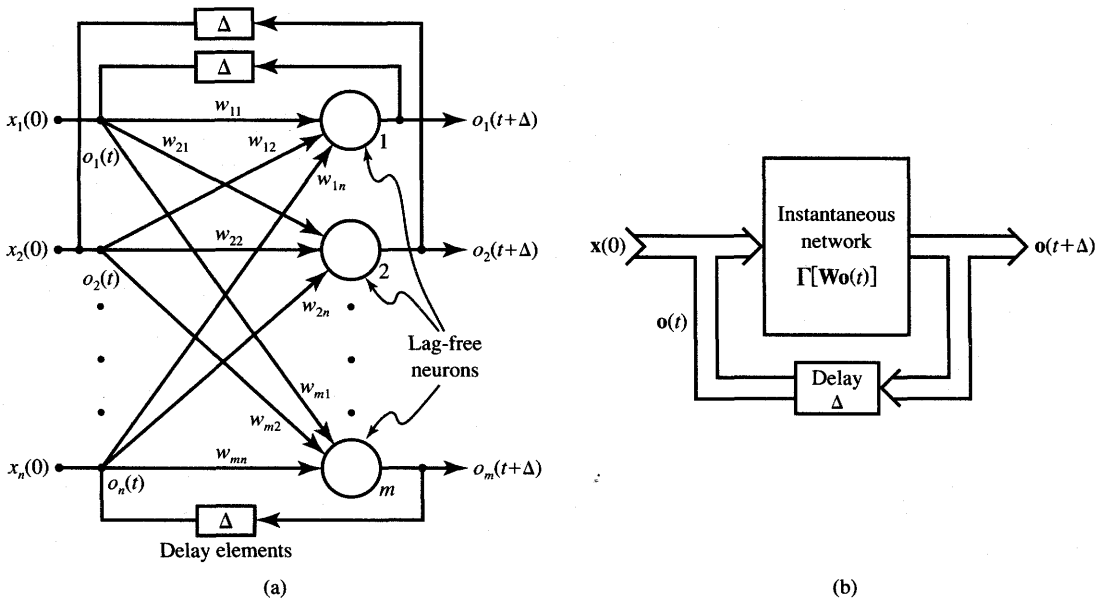 Δ
Δ
x₁(0)
w₁₁
1
o₁(t+Δ)
o₁(t)
w₂₁
w₁₂
w₁ₙ
x₂(0)
w₂₂
2
o₂(t+Δ)
o₂(t)
w₂ₙ
Lag-free
neurons
wₘ₁
wₘ₂
xₙ(0)
wₘₙ
m
oₘ(t+Δ)
oₙ(t)
Δ
Delay elements
(a)
Instantaneous
network
Γ[Wo(t)]
x(0)
o(t+Δ)
o(t)
Delay
Δ
(b)